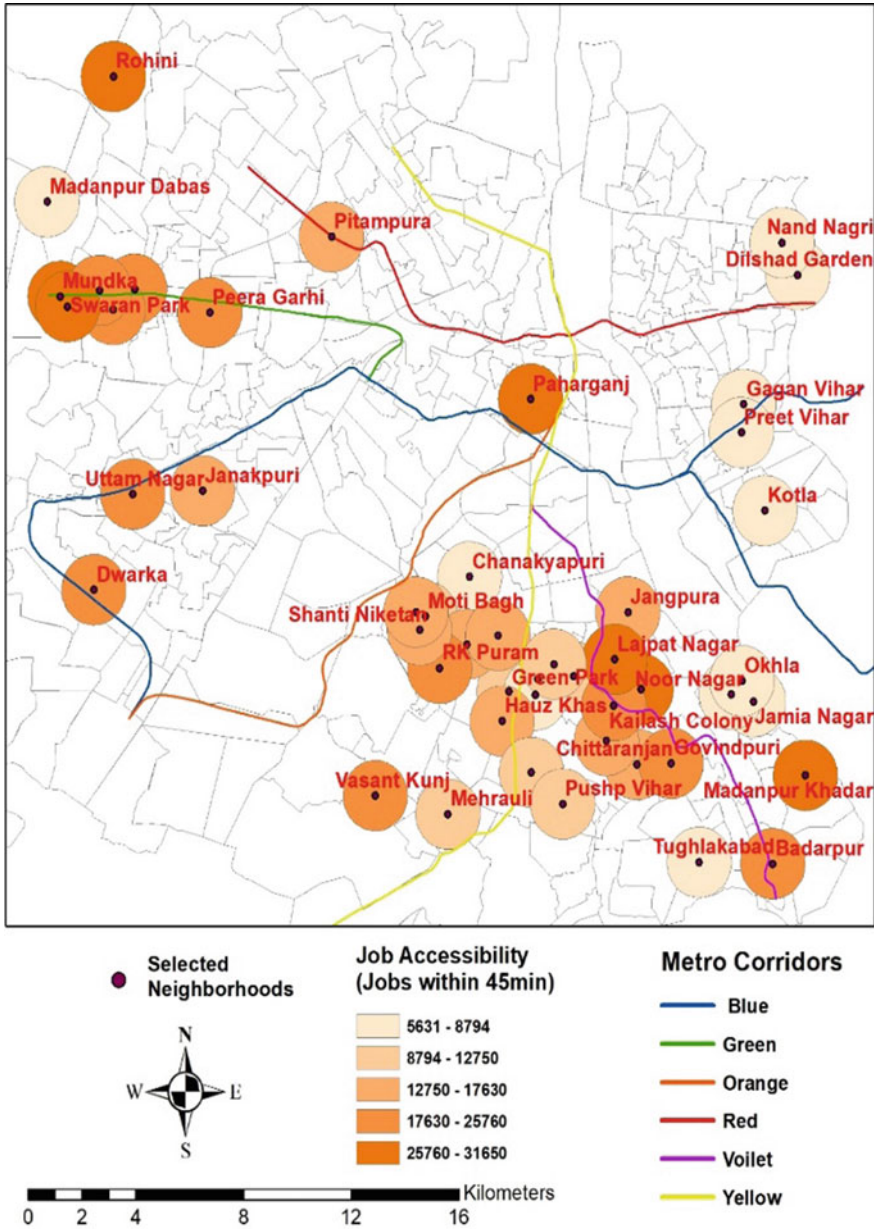 Rohini
Madanpur Dabas
Pitampura
Nand Nagri
Dilshad Garden
Mundka
Swaran Park
Peera Garhi
Paharganj
Gagan Vihar
Preet Vihar
Uttam Nagar
Janakpuri
Kotla
Chanakyapuri
Dwarka
Shanti Niketan
Moti Bagh
Jangpura
RK Puram
Lajpat Nagar
Okhla
Green Park
Noor Nagar
Hauz Khas
Kailash Colony
Jamia Nagar
Chittaranjan
Govindpuri
Vasant Kunj
Mehrauli
Pushp Vihar
Madanpur Khadar
Tughlakabad
Badarpur
Selected
Neighborhoods
N
W
E
S
0 2 4 8 12 16
Kilometers
Job Accessibility
(Jobs within 45min)
5631 - 8794
8794 - 12750
12750 - 17630
17630 - 25760
25760 - 31650
Metro Corridors
Blue
Green
Orange
Red
Voilet
Yellow